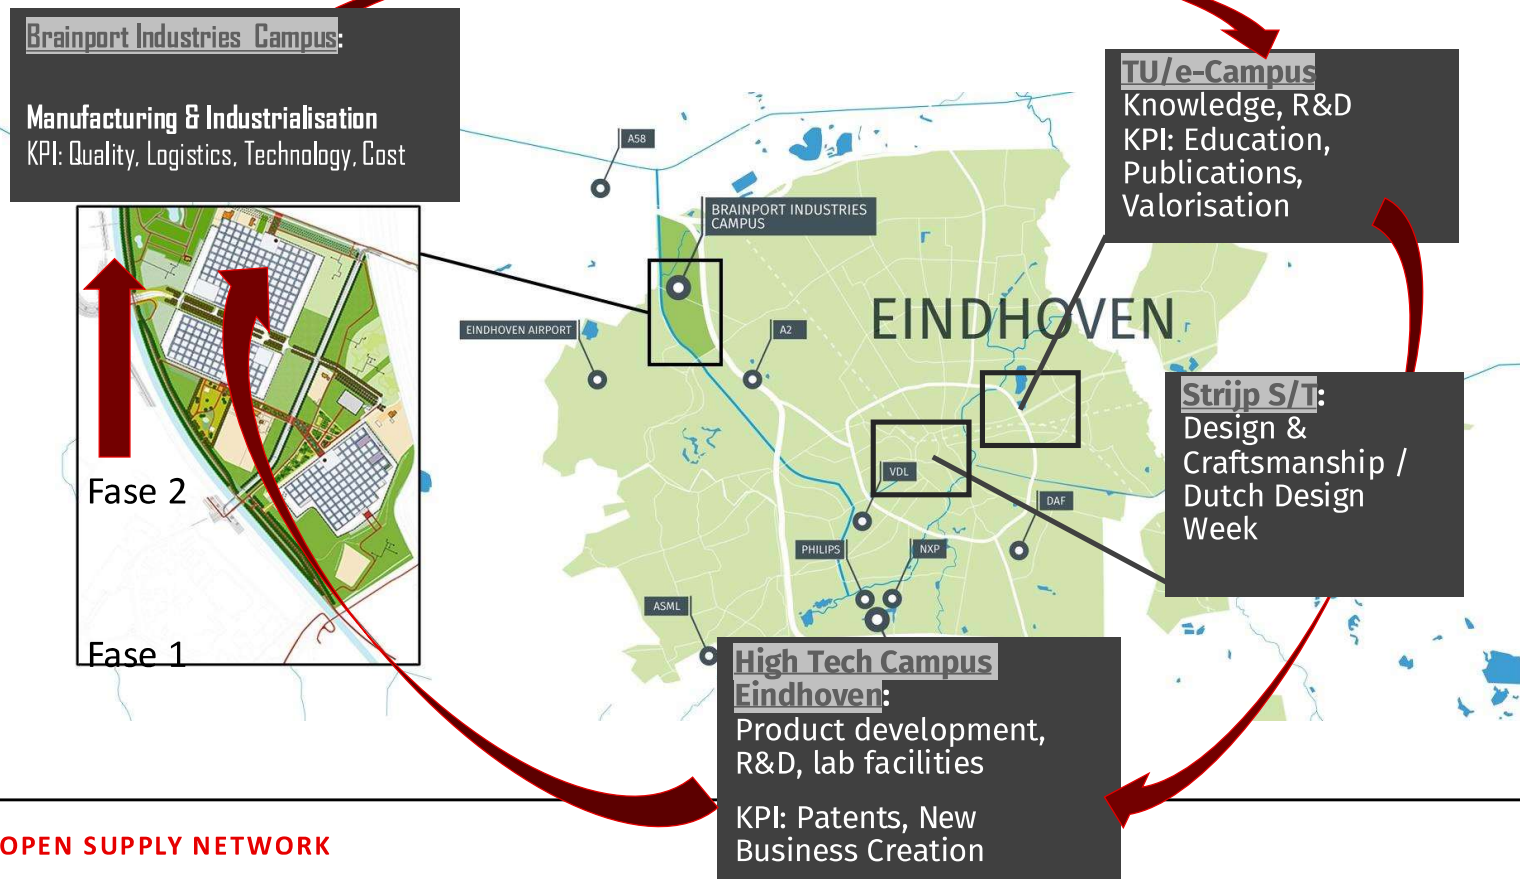 Brainport Industries Campus:
Manufacturing & Industrialisation
KPI: Quality, Logistics, Technology, Cost
TU/e-Campus
Knowledge, R&D
KPI: Education,
Publications,
Valorisation
A58
BRAINPORT INDUSTRIES
CAMPUS
EINDHOVEN
EINDHOVEN AIRPORT
A2
Strijp S/T:
Design &
Craftsmanship /
Dutch Design
Week
VDL
DAF
Fase 2
PHILIPS
NXP
ASML
Fase 1
High Tech Campus
Eindhoven:
Product development,
R&D, lab facilities
KPI: Patents, New
Business Creation
OPEN SUPPLY NETWORK